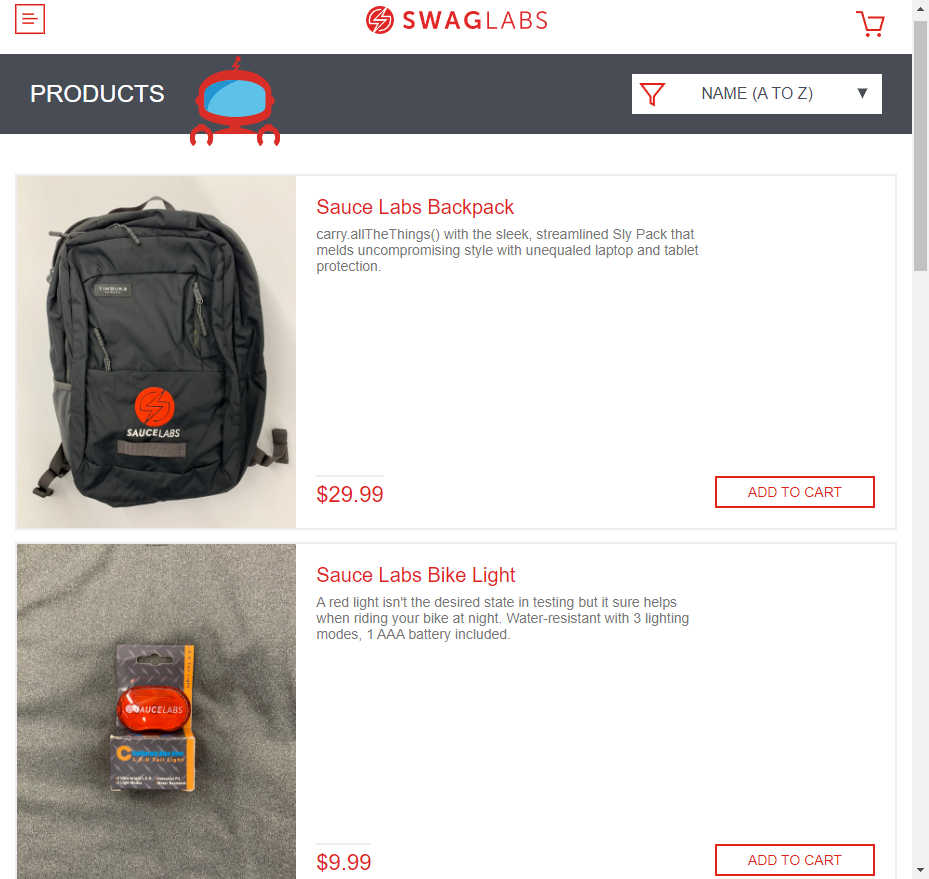 SWAGLABS
PRODUCTS
NAME (A TO Z)
Sauce Labs Backpack
carry.allTheThings() with the sleek, streamlined Sly Pack that
melds uncompromising style with unequaled laptop and tablet
protection.
TIMBUK2
SAUCELABS
$29.99
ADD TO CART
Sauce Labs Bike Light
A red light isn't the desired state in testing but it sure helps
when riding your bike at night. Water-resistant with 3 lighting
modes, 1 AAA battery included.
SAUCELABS
L.E.D Tail Light
$9.99
ADD TO CART